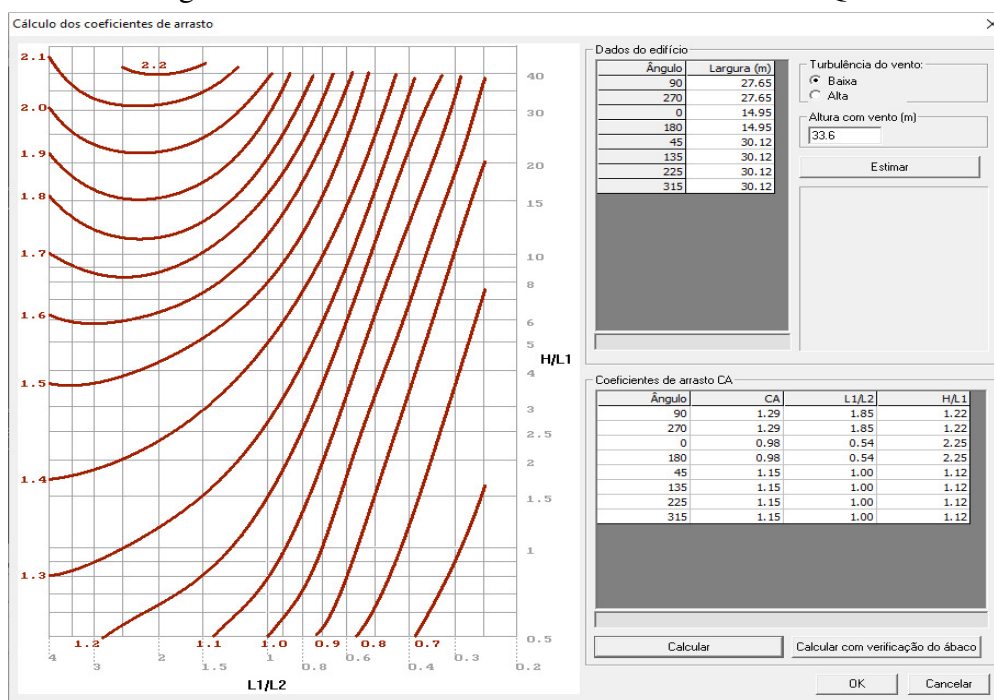 Cálculo dos coeficientes de arrasto
2.1
2.2
2.0
1.9
1.8
1.7
1.6
1.5
1.4
1.3
1.2 1.1 1.0 0.9 0.8 0.7
40
30
20
15
10
8
6
5
H/L1
4
3
2.5
2
1.5
1
0.5
4 3 2 1.5 1 0.8 0.6 0.4 0.3 0.2
L1/L2
Dados do edifício
Ângulo Largura (m)
90 27.65
270 27.65
0 14.95
180 14.95
45 30.12
135 30.12
225 30.12
315 30.12
Turbulência do vento:
Baixa
Alta
Altura com vento (m)
33.6
Estimar
Coeficientes de arrasto CA
Ângulo CA L1/L2 H/L1
90 1.29 1.85 1.22
270 1.29 1.85 1.22
0 0.98 0.54 2.25
180 0.98 0.54 2.25
45 1.15 1.00 1.12
135 1.15 1.00 1.12
225 1.15 1.00 1.12
315 1.15 1.00 1.12
Calcular
Calcular com verificação do ábaco
OK
Cancelar